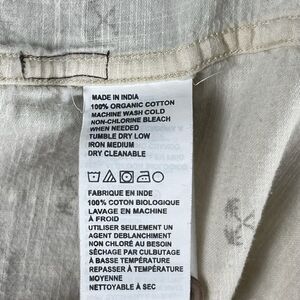 MADE IN INDIA
100% ORGANIC COTTON
MACHINE WASH COLD
NON-CHLORINE BLEACH
WHEN NEEDED
TUMBLE DRY LOW
IRON MEDIUM
DRY CLEANABLE
FABRIQUE EN INDE
100% COTON BIOLOGIQUE
LAVAGE EN MACHINE
À FROID
UTILISER SEULEMENT UN
AGENT DEBLANCHIMENT
NON CHLORÉ AU BESOIN
SÉCHAGE PAR CULBUTAGE
À BASSE TEMPÉRATURE
REPASSER À TEMPÉRATURE
MOYENNE
NETTOYABLE À SEC